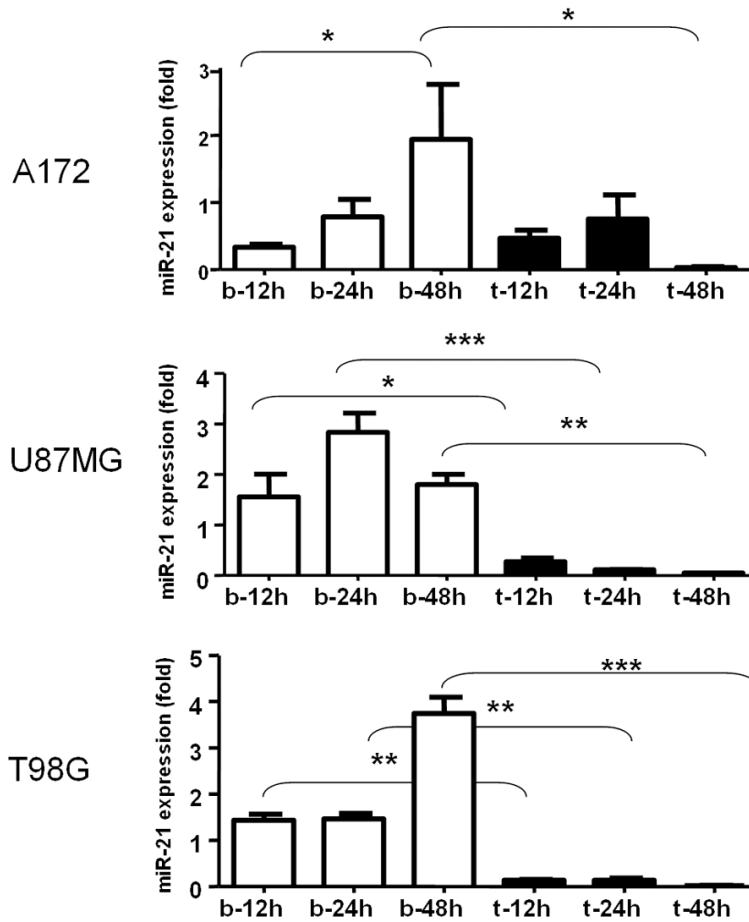 * *
A172
miR-21 expression (fold)
3
2
1
0
b-12h b-24h b-48h t-12h t-24h t-48h
***
*
**
U87MG
miR-21 expression (fold)
4
3
2
1
0
b-12h b-24h b-48h t-12h t-24h t-48h
***
**
**
T98G
miR-21 expression (fold)
5
4
3
2
1
0
b-12h b-24h b-48h t-12h t-24h t-48h